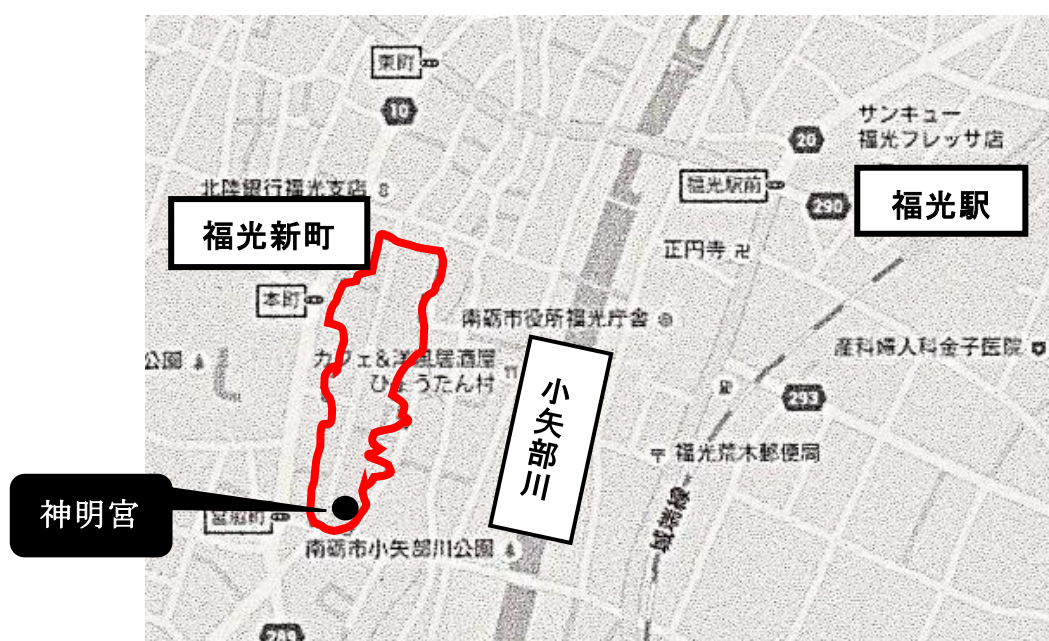 東町
10
サンキュー
福光フレッサ店
20
北陸銀行福光支店
福光駅前
290
福光駅
福光新町
正円寺
本町
南砺市役所福光庁舎
産科婦人科金子医院
公園
カフェ&洋風居酒屋
ひょうたん村
小矢部川
293
福光荒木郵便局
神明宮
城端線
南砺市小矢部川公園
289